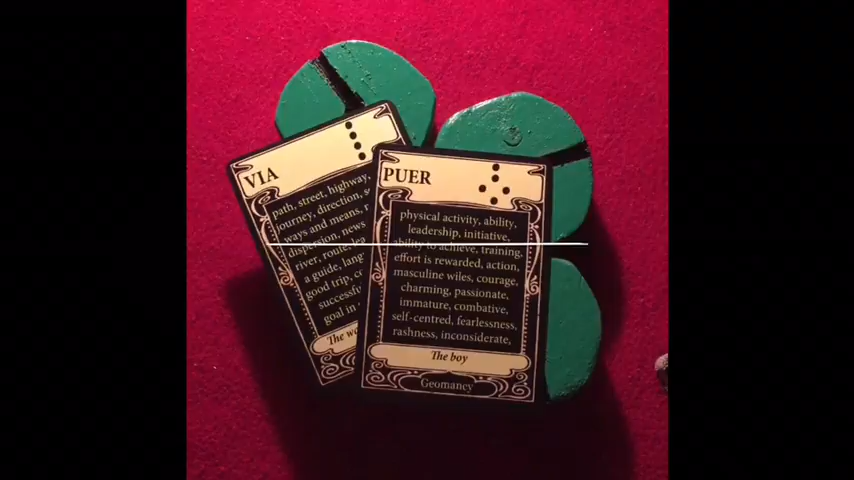 VIA
path, street, highway,
journey, direction,
ways and means,
dispersion, news
river, route,
a guide,
good trip,
goal in
The
PUER
physical activity, ability,
leadership, initiative,
ability to achieve, training,
effort is rewarded, action,
masculine wiles, courage,
charming, passionate,
immature, combative,
self-centred, fearlessness,
rashness, inconsiderate,
The boy
Geomancy